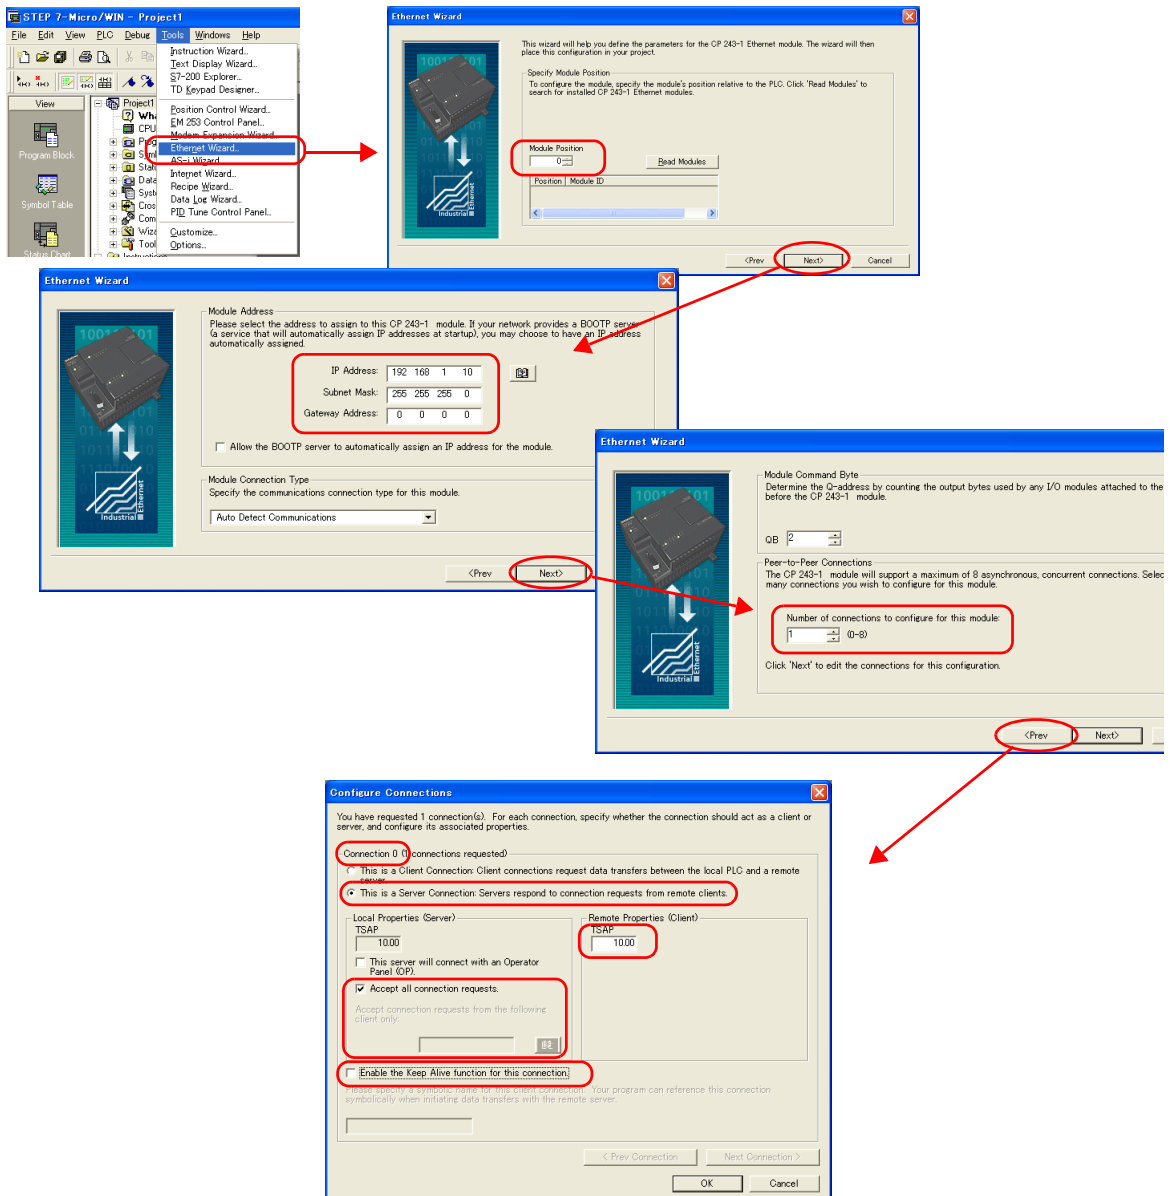 STEP 7-Micro/WIN - Project1
File Edit View PLC Debug Tools Windows Help
Instruction Wizard...
Text Display Wizard...
S7-200 Explorer...
TD Keypad Designer...
Position Control Wizard...
EM 253 Control Panel...
Modem Expansion Wizard...
Ethernet Wizard...
AS-i Wizard...
Internet Wizard...
Recipe Wizard...
Data Log Wizard...
PID Tune Control Panel...
Customize...
Options...
View
Program Block
Symbol Table
Status Chart
Project1
Wha
CPU
Prog
Sym
Stat
Data
Syst
Cros
Com
Wiza
Tool
Instructions
Ethernet Wizard
This wizard will help you define the parameters for the CP 243-1 Ethernet module. The wizard will then
place this configuration in your project.
Specify Module Position
To configure the module, specify the module's position relative to the PLC. Click 'Read Modules' to
search for installed CP 243-1 Ethernet modules.
Module Position
0
Read Modules
Position Module ID
Industrial Ethernet
<Prev Next> Cancel
Ethernet Wizard
Module Address
Please select the address to assign to this CP 243-1 module. If your network provides a BOOTP server
(a service that will automatically assign IP addresses at startup), you may choose to have an IP address
automatically assigned.
IP Address: 192 168 1 10
Subnet Mask: 255 255 255 0
Gateway Address: 0 0 0 0
Allow the BOOTP server to automatically assign an IP address for the module.
Module Connection Type
Specify the communications connection type for this module.
Auto Detect Communications
Industrial Ethernet
<Prev Next>
Ethernet Wizard
Module Command Byte
Determine the Q-address by counting the output bytes used by any I/O modules attached to the
before the CP 243-1 module.
QB 2
Peer-to-Peer Connections
The CP 243-1 module will support a maximum of 8 asynchronous, concurrent connections. Selec
many connections you wish to configure for this module.
Number of connections to configure for this module:
1 (0-8)
Click 'Next' to edit the connections for this configuration.
Industrial Ethernet
<Prev Next>
Configure Connections
You have requested 1 connection(s). For each connection, specify whether the connection should act as a client or
server, and configure its associated properties.
Connection 0 (1 connections requested)
This is a Client Connection: Client connections request data transfers between the local PLC and a remote
server.
This is a Server Connection: Servers respond to connection requests from remote clients.
Local Properties (Server)
TSAP
10.00
This server will connect with an Operator
Panel (OP).
Accept all connection requests.
Accept connection requests from the following
client only:
Remote Properties (Client)
TSAP
10.00
Enable the Keep Alive function for this connection.
Please specify a symbolic name for this client connection. Your program can reference this connection
symbolically when initiating data transfers with the remote server.
< Prev Connection Next Connection >
OK Cancel